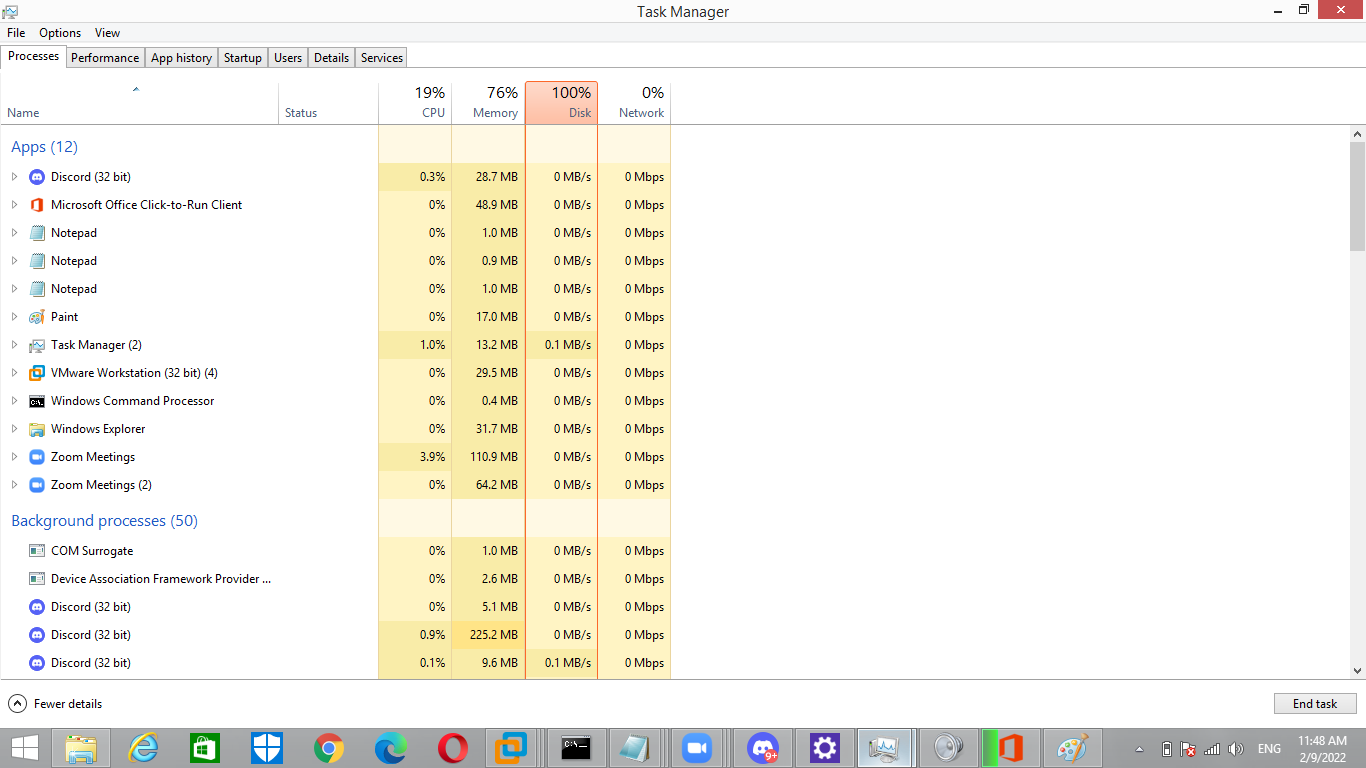 Task Manager
File Options View
Processes Performance App history Startup Users Details Services
19% 76% 100% 0%
Name Status CPU Memory Disk Network
Apps (12)
Discord (32 bit) 0.3% 28.7 MB 0 MB/s 0 Mbps
Microsoft Office Click-to-Run Client 0% 48.9 MB 0 MB/s 0 Mbps
Notepad 0% 1.0 MB 0 MB/s 0 Mbps
Notepad 0% 0.9 MB 0 MB/s 0 Mbps
Notepad 0% 1.0 MB 0 MB/s 0 Mbps
Paint 0% 17.0 MB 0 MB/s 0 Mbps
Task Manager (2) 1.0% 13.2 MB 0.1 MB/s 0 Mbps
VMware Workstation (32 bit) (4) 0% 29.5 MB 0 MB/s 0 Mbps
Windows Command Processor 0% 0.4 MB 0 MB/s 0 Mbps
Windows Explorer 0% 31.7 MB 0 MB/s 0 Mbps
Zoom Meetings 3.9% 110.9 MB 0 MB/s 0 Mbps
Zoom Meetings (2) 0% 64.2 MB 0 MB/s 0 Mbps
Background processes (50)
COM Surrogate 0% 1.0 MB 0 MB/s 0 Mbps
Device Association Framework Provider ... 0% 2.6 MB 0 MB/s 0 Mbps
Discord (32 bit) 0% 5.1 MB 0 MB/s 0 Mbps
Discord (32 bit) 0.9% 225.2 MB 0 MB/s 0 Mbps
Discord (32 bit) 0.1% 9.6 MB 0.1 MB/s 0 Mbps
Fewer details End task
9+ ENG 11:48 AM
2/9/2022